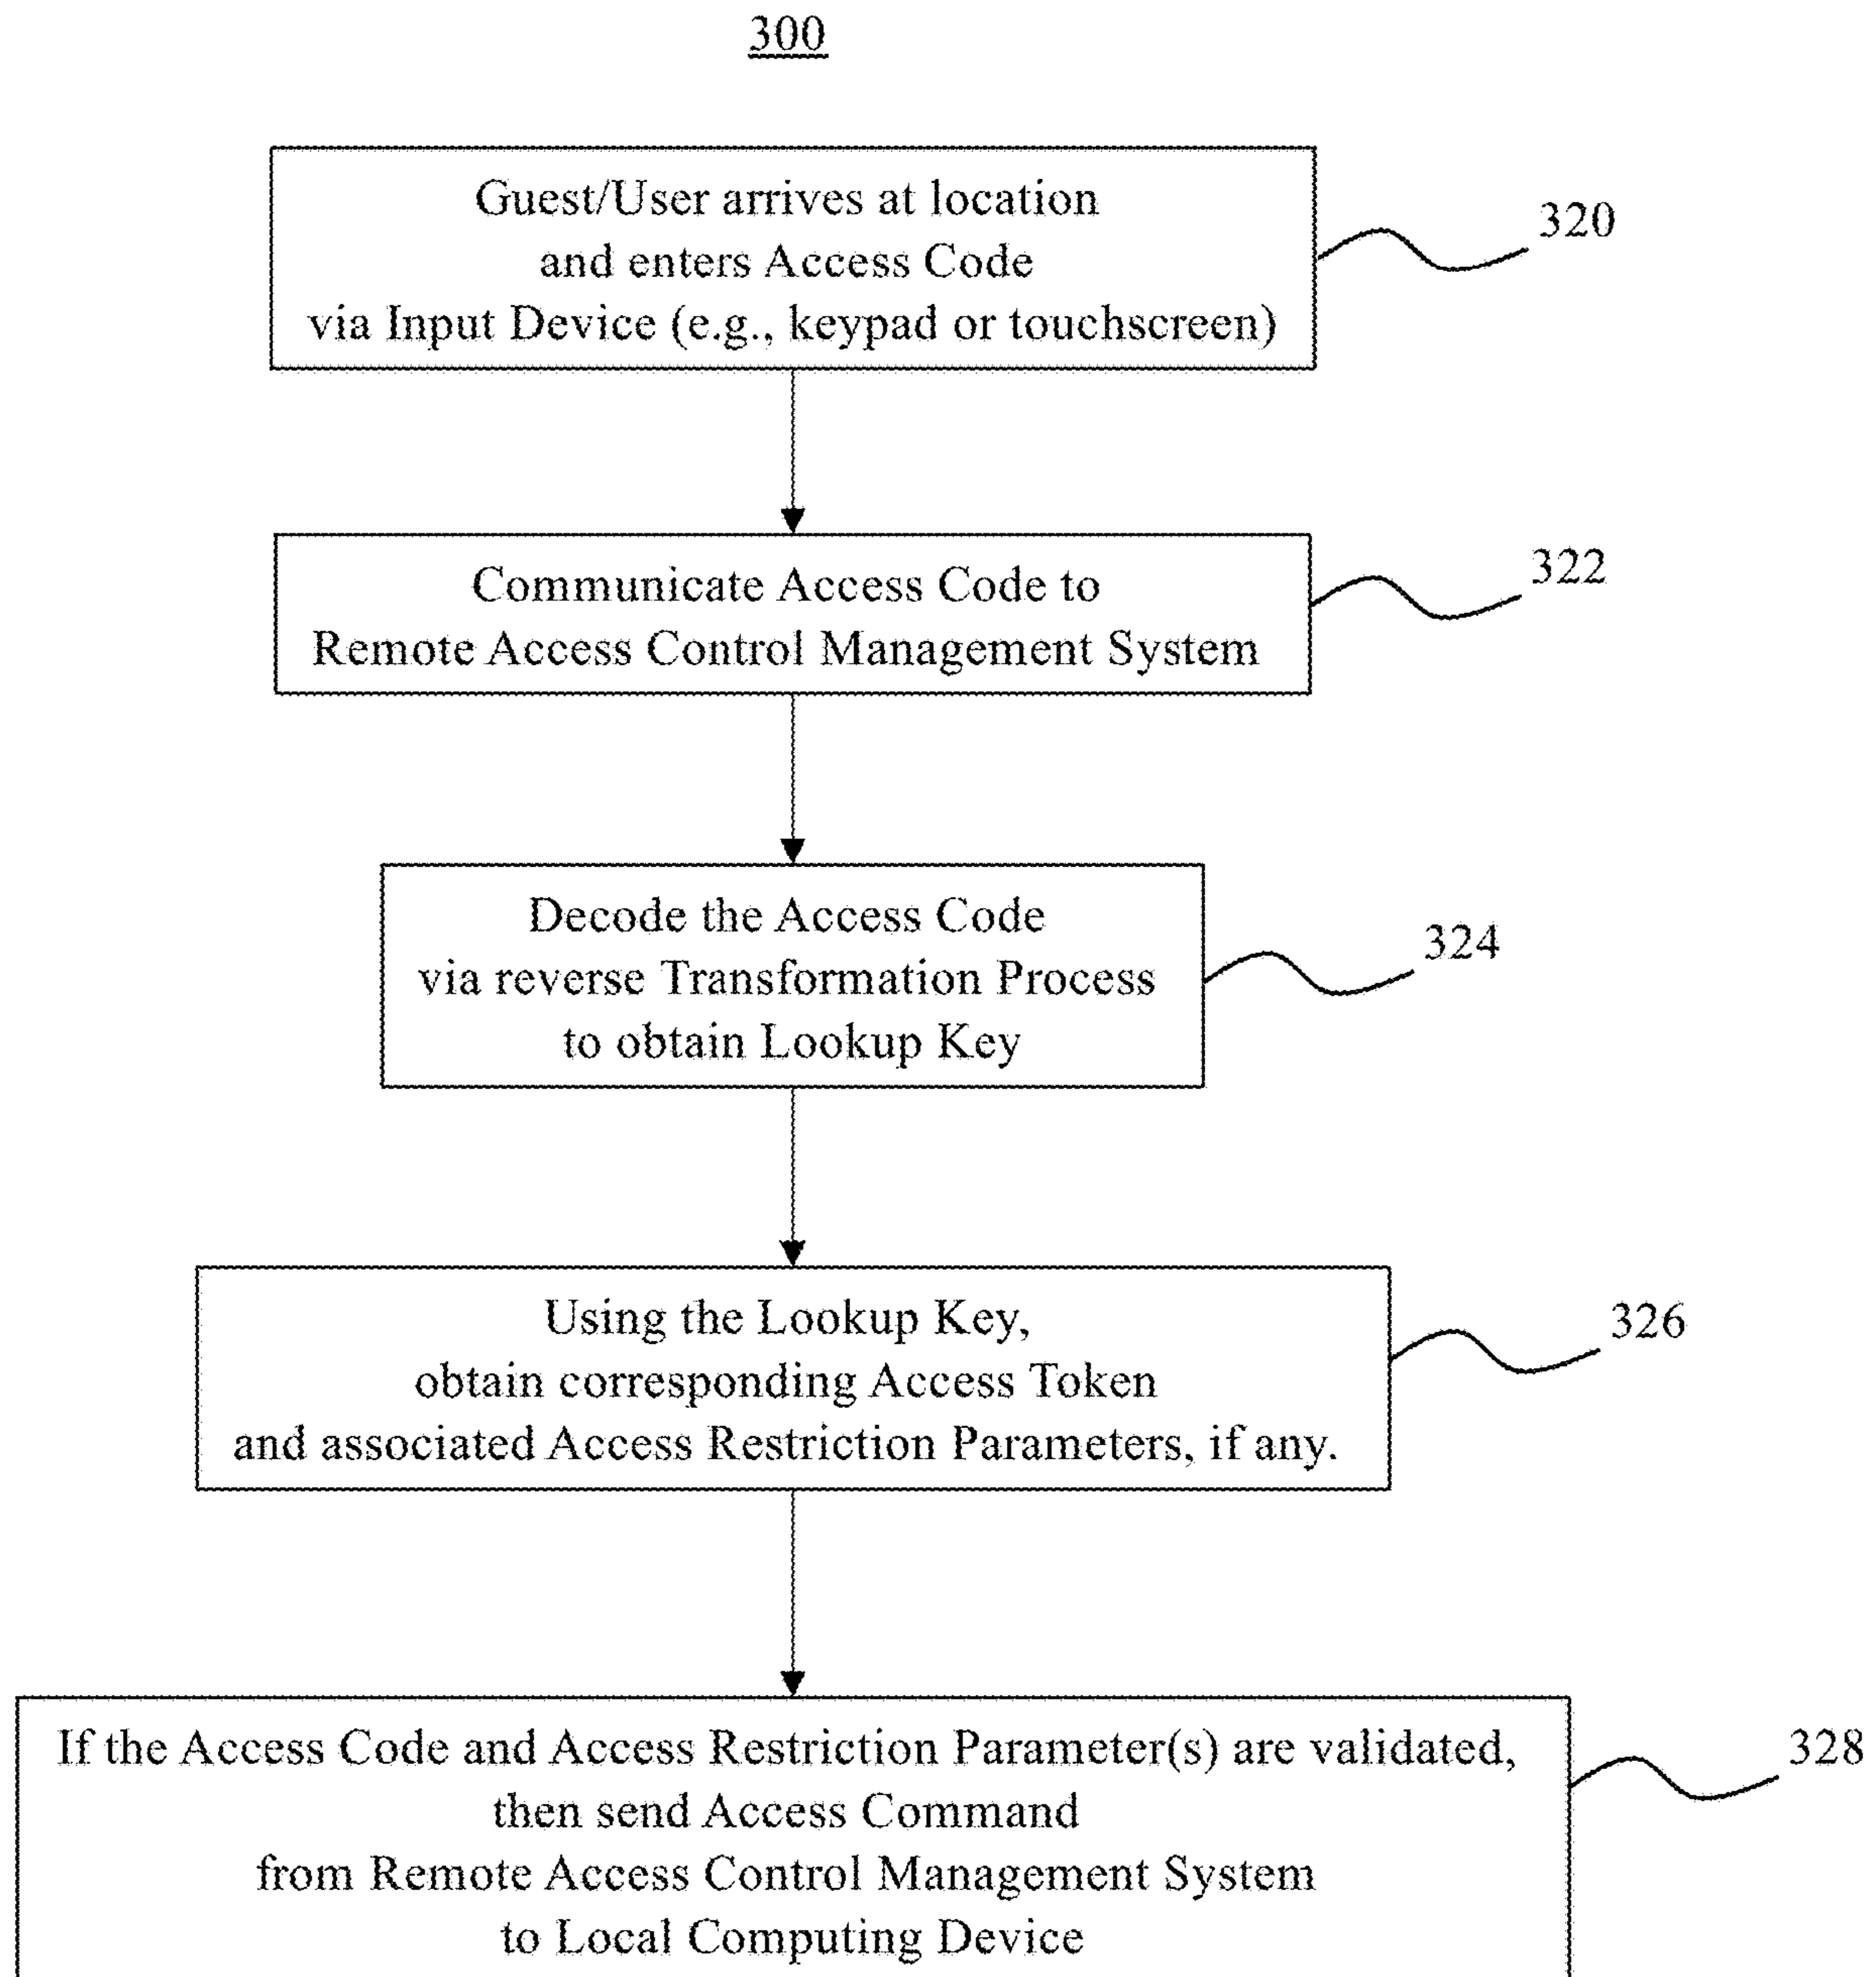 300
Guest/User arrives at location
and enters Access Code
via Input Device (e.g., keypad or touchscreen)
320
Communicate Access Code to
Remote Access Control Management System
322
Decode the Access Code
via reverse Transformation Process
to obtain Lookup Key
324
Using the Lookup Key,
obtain corresponding Access Token
and associated Access Restriction Parameters, if any.
326
If the Access Code and Access Restriction Parameter(s) are validated,
then send Access Command
from Remote Access Control Management System
to Local Computing Device
328